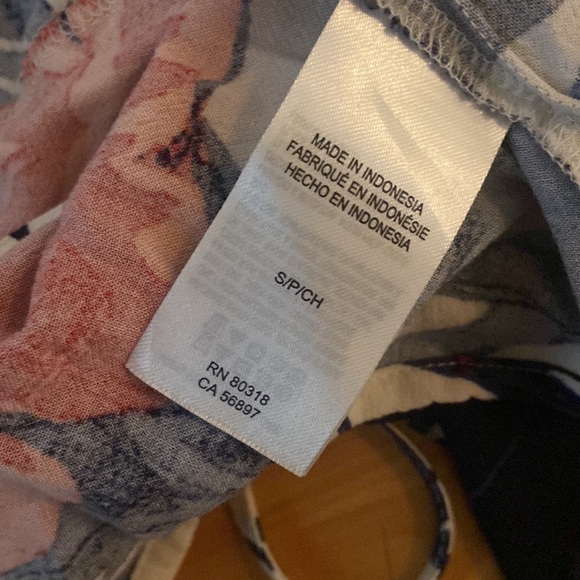 MADE IN INDONESIA
FABRIQUÉ EN INDONÉSIE
HECHO EN INDONESIA
S/P/CH
RN 80318
CA 56897